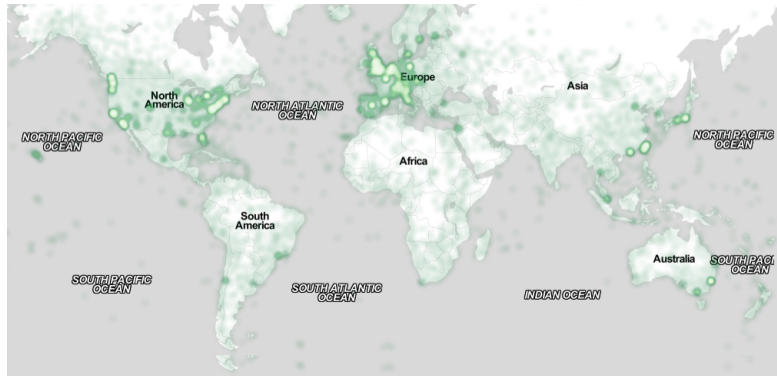 Europe
Asia
North
America
NORTH ATLANTIC
OCEAN
NORTH PACIFIC
OCEAN
NORTH PACIFIC
OCEAN
Africa
South
America
Australia
SOUTH PACI
OCEAN
SOUTH PACIFIC
OCEAN
SOUTH ATLANTIC
OCEAN
INDIAN OCEAN